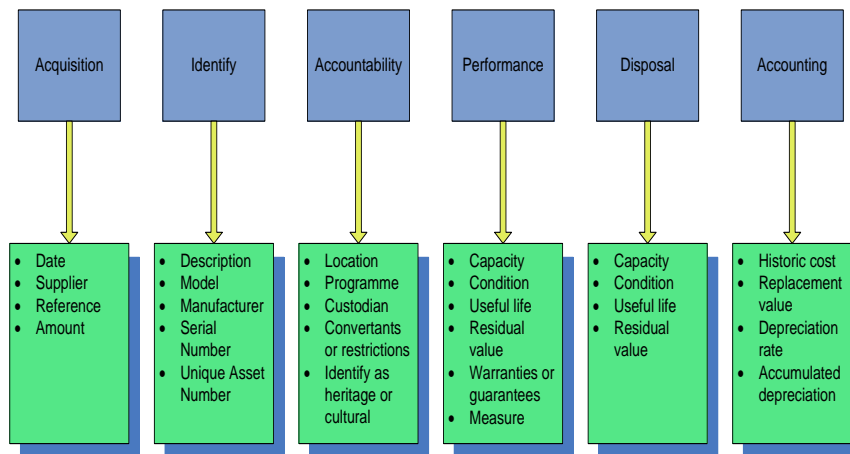 Acquisition
Identify
Accountability
Performance
Disposal
Accounting
• Date
• Supplier
• Reference
• Amount
• Description
• Model
• Manufacturer
• Serial
Number
• Unique Asset
Number
• Location
• Programme
• Custodian
• Convertants
or restrictions
• Identify as
heritage or
cultural
• Capacity
• Condition
• Useful life
• Residual
value
• Warranties or
guarantees
• Measure
• Capacity
• Condition
• Useful life
• Residual
value
• Historic cost
• Replacement
value
• Depreciation
rate
• Accumulated
depreciation